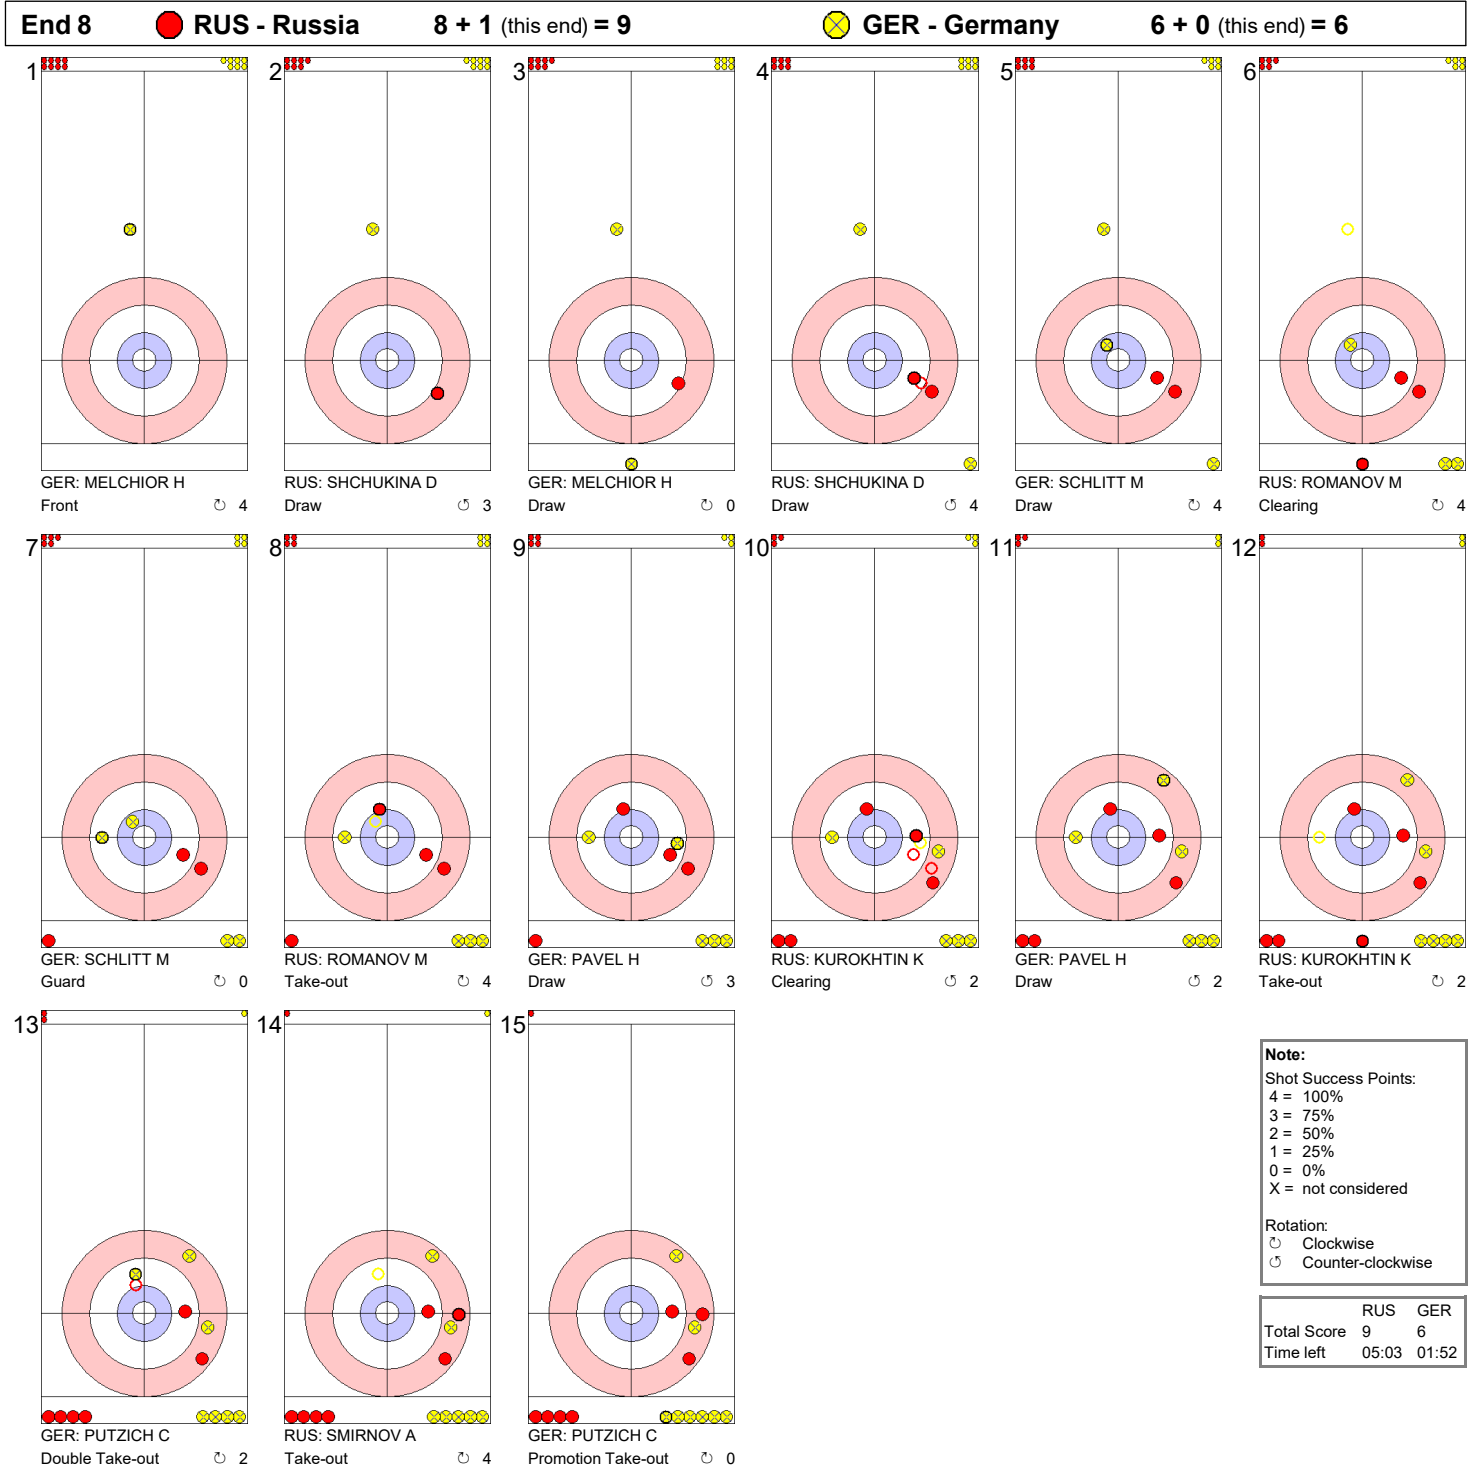 End 8 RUS - Russia 8 + 1 (this end) = 9 GER - Germany 6 + 0 (this end) = 6
1 2 3 4 5 6
GER: MELCHIOR H RUS: SHCHUKINA D GER: MELCHIOR H RUS: SHCHUKINA D GER: SCHLITT M RUS: ROMANOV M
Front ↻ 4 Draw ↺ 3 Draw ↻ 0 Draw ↺ 4 Draw ↻ 4 Clearing ↻ 4
7 8 9 10 11 12
GER: SCHLITT M RUS: ROMANOV M GER: PAVEL H RUS: KUROKHTIN K GER: PAVEL H RUS: KUROKHTIN K
Guard ↻ 0 Take-out ↻ 4 Draw ↺ 3 Clearing ↺ 2 Draw ↺ 2 Take-out ↻ 2
13 14 15
GER: PUTZICH C RUS: SMIRNOV A GER: PUTZICH C
Double Take-out ↻ 2 Take-out ↻ 4 Promotion Take-out ↻ 0
Note:
Shot Success Points:
4 = 100%
3 = 75%
2 = 50%
1 = 25%
0 = 0%
X = not considered
Rotation:
↻ Clockwise
↺ Counter-clockwise
RUS GER
Total Score 9 6
Time left 05:03 01:52